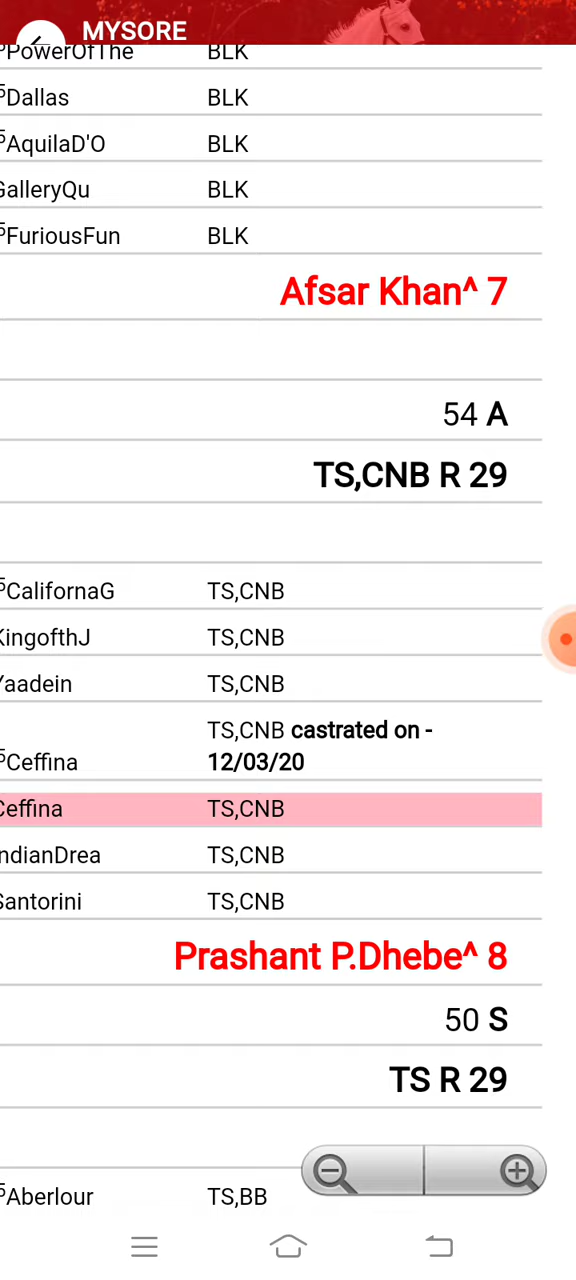 MYSORE
PowerOfThe BLK
Dallas BLK
AquilaD'O BLK
GalleryQu BLK
FuriousFun BLK
Afsar Khan^ 7
54 A
TS,CNB R 29
CalifornaG TS,CNB
KingofthJ TS,CNB
Yaadein TS,CNB
TS,CNB castrated on -
Ceffina 12/03/20
Ceffina TS,CNB
IndianDrea TS,CNB
Santorini TS,CNB
Prashant P.Dhebe^ 8
50 S
TS R 29
Aberlour TS,BB